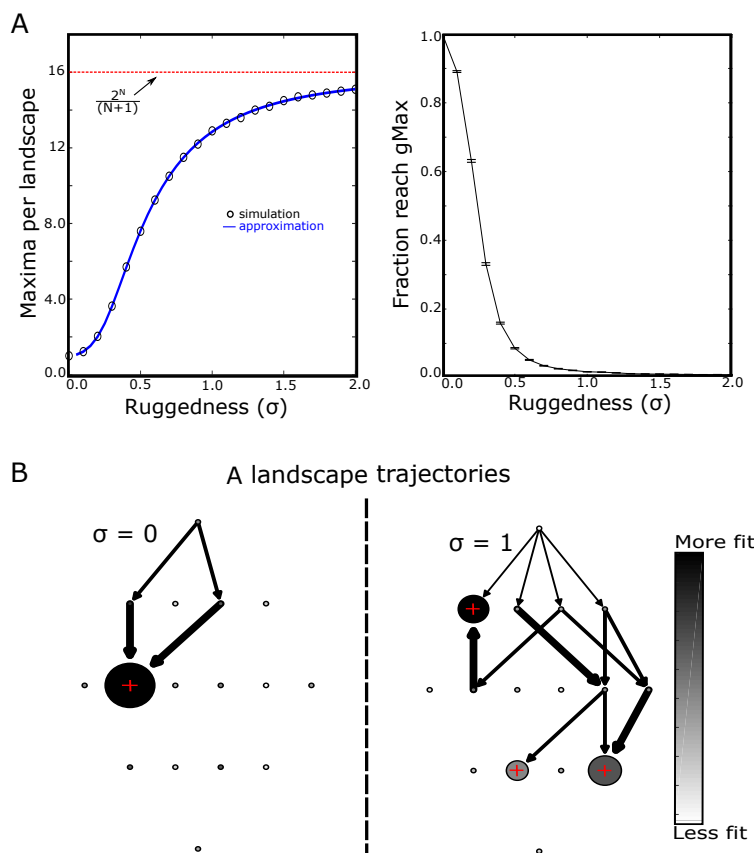 A
Maxima per landscape
16
12
8.0
4.0
0.0
2ᴺ
(N+1)
simulation
approximation
0.5
1.0
1.5
2.0
Ruggedness (σ)
Fraction reach gMax
1.0
0.8
0.6
0.4
0.2
0.0
0.0
0.5
1.0
1.5
2.0
Ruggedness (σ)
B
A landscape trajectories
σ = 0
σ = 1
More fit
Less fit